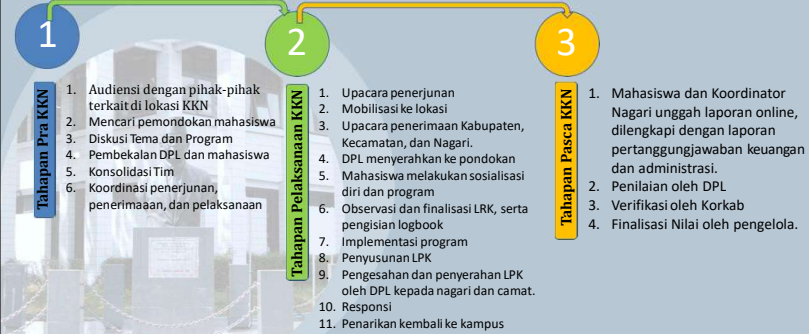 1
Tahapan Pra KKN
1. Audiensi dengan pihak-pihak
terkait di lokasi KKN
2. Mencari pemondokan mahasiswa
3. Diskusi Tema dan Program
4. Pembekalan DPL dan mahasiswa
5. Konsolidasi Tim
6. Koordinasi penerjunan,
penerimaaan, dan pelaksanaan
2
Tahapan Pelaksanaan KKN
1. Upacara penerjunan
2. Mobilisasi ke lokasi
3. Upacara penerimaan Kabupaten,
Kecamatan, dan Nagari.
4. DPL menyerahkan ke pondokan
5. Mahasiswa melakukan sosialisasi
diri dan program
6. Observasi dan finalisasi LRK, serta
pengisian logbook
7. Implementasi program
8. Penyusunan LPK
9. Pengesahan dan penyerahan LPK
oleh DPL kepada nagari dan camat.
10. Responsi
11. Penarikan kembali ke kampus
3
Tahapan Pasca KKN
1. Mahasiswa dan Koordinator
Nagari unggah laporan online,
dilengkapi dengan laporan
pertanggungjawaban keuangan
dan administrasi.
2. Penilaian oleh DPL
3. Verifikasi oleh Korkab
4. Finalisasi Nilai oleh pengelola.